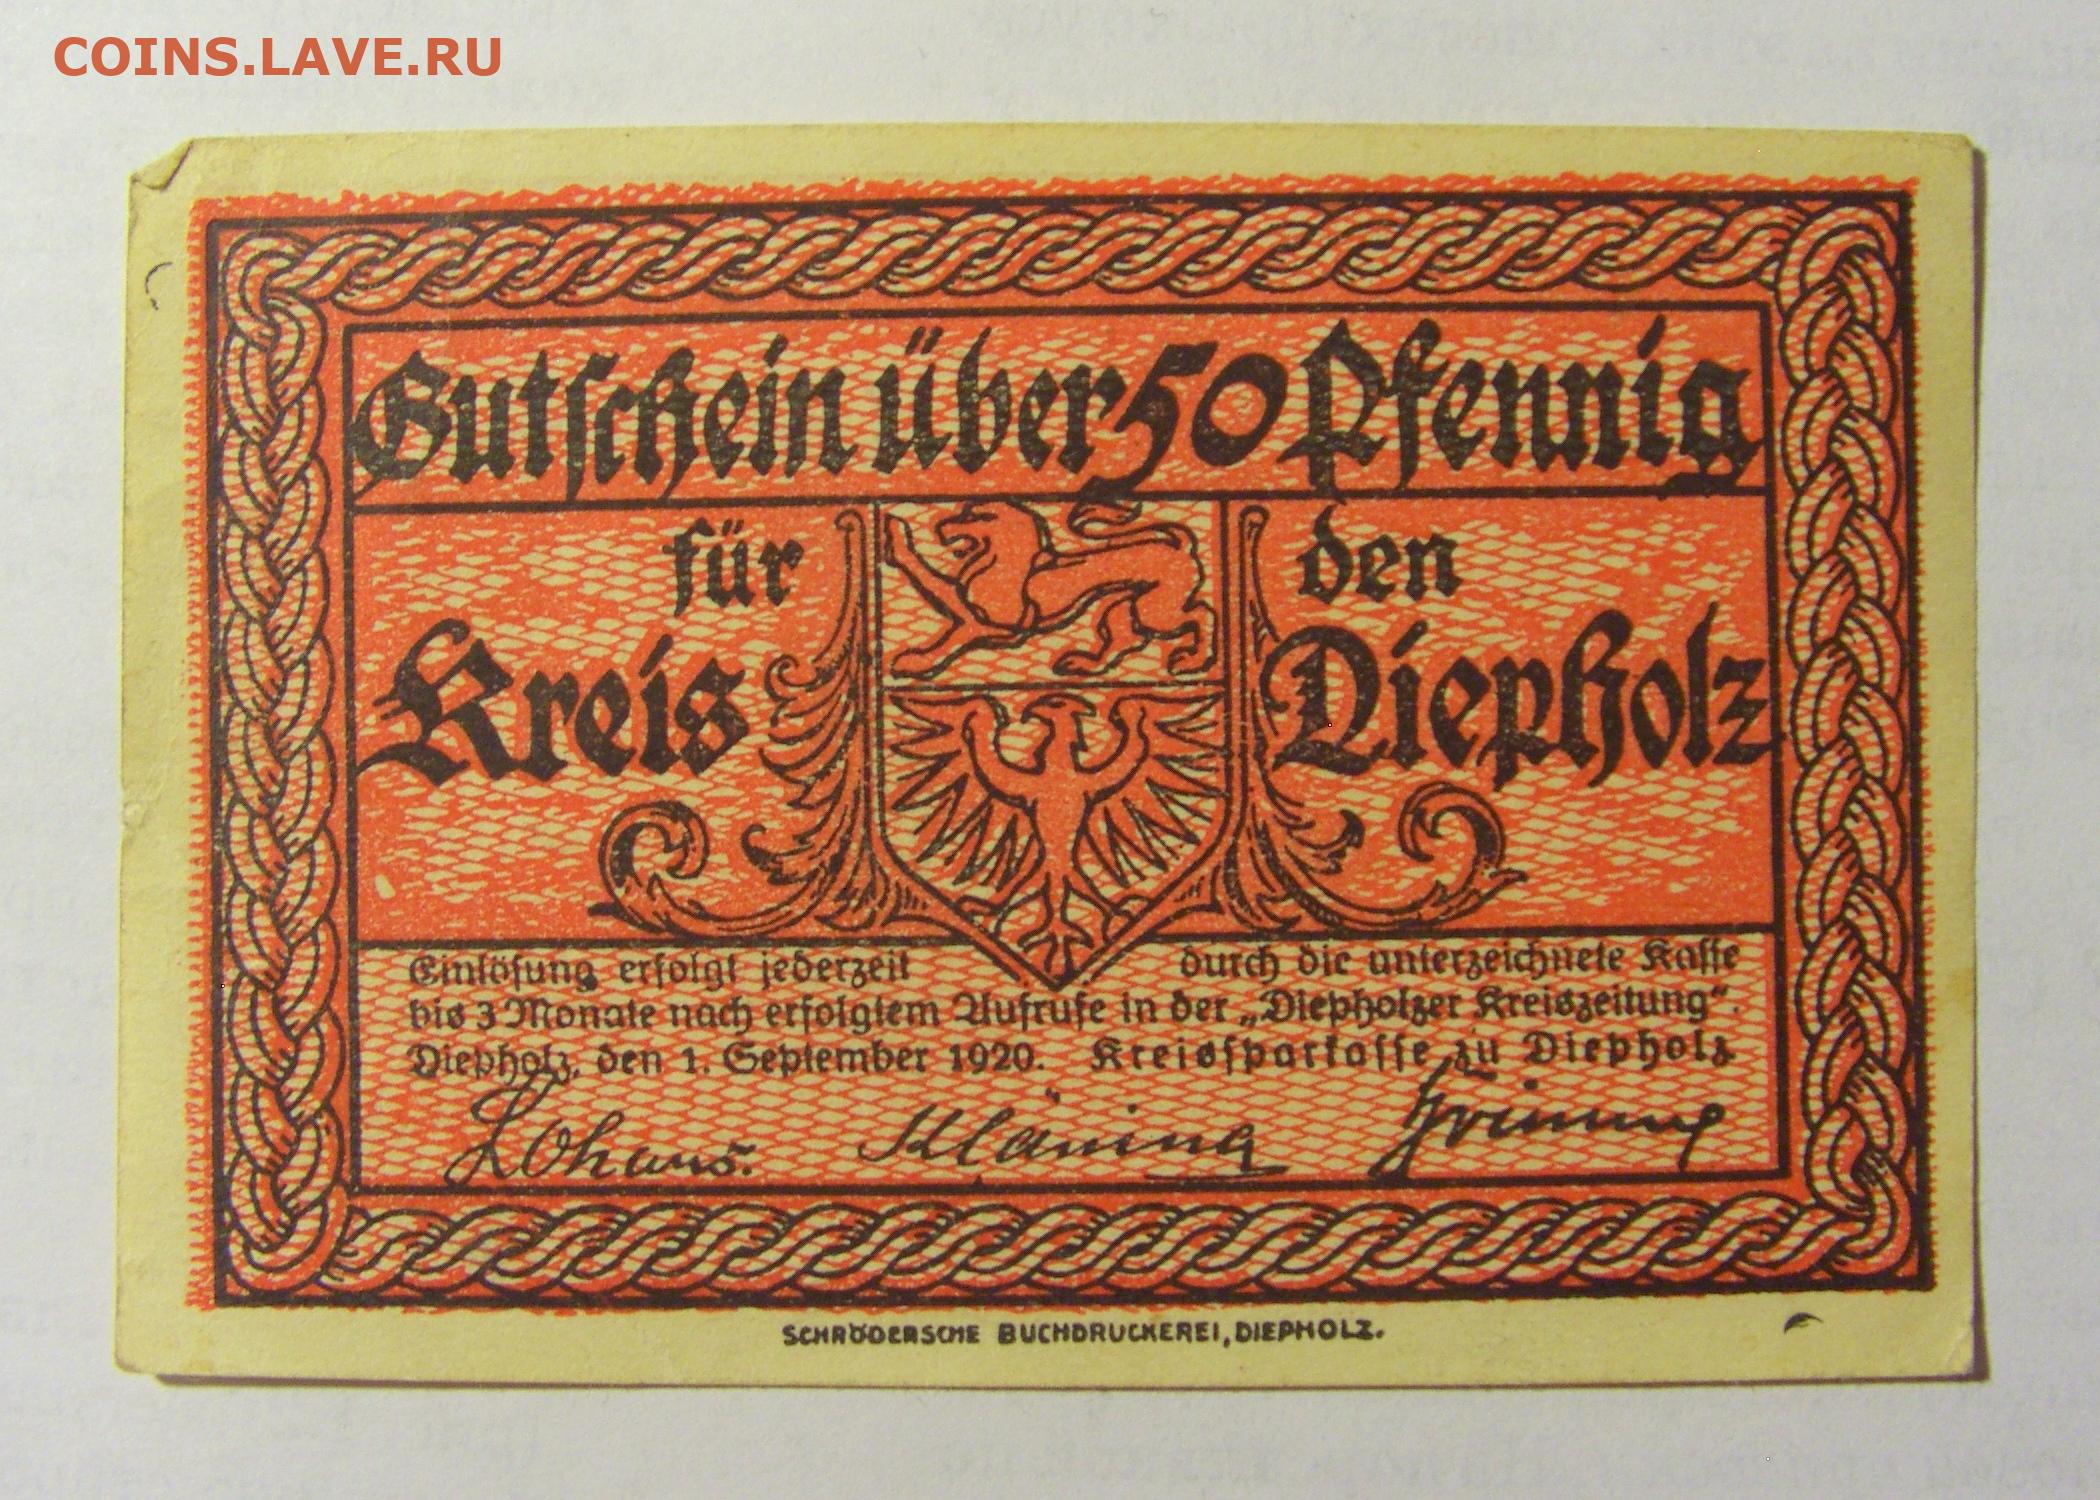 COINS.LAVE.RU
Gutschein über 50 Pfennig
für den
Kreis Diepholz
Einlösung erfolgt jederzeit durch die unterzeichnete Kasse
bis 3 Monate nach erfolgtem Aufrufe in der „Diepholzer Kreiszeitung“.
Diepholz, den 1. September 1920. Kreissparkasse zu Diepholz
Lohaus. Kläning
SCHRÖDERSCHE BUCHDRUCKEREI, DIEPHOLZ.